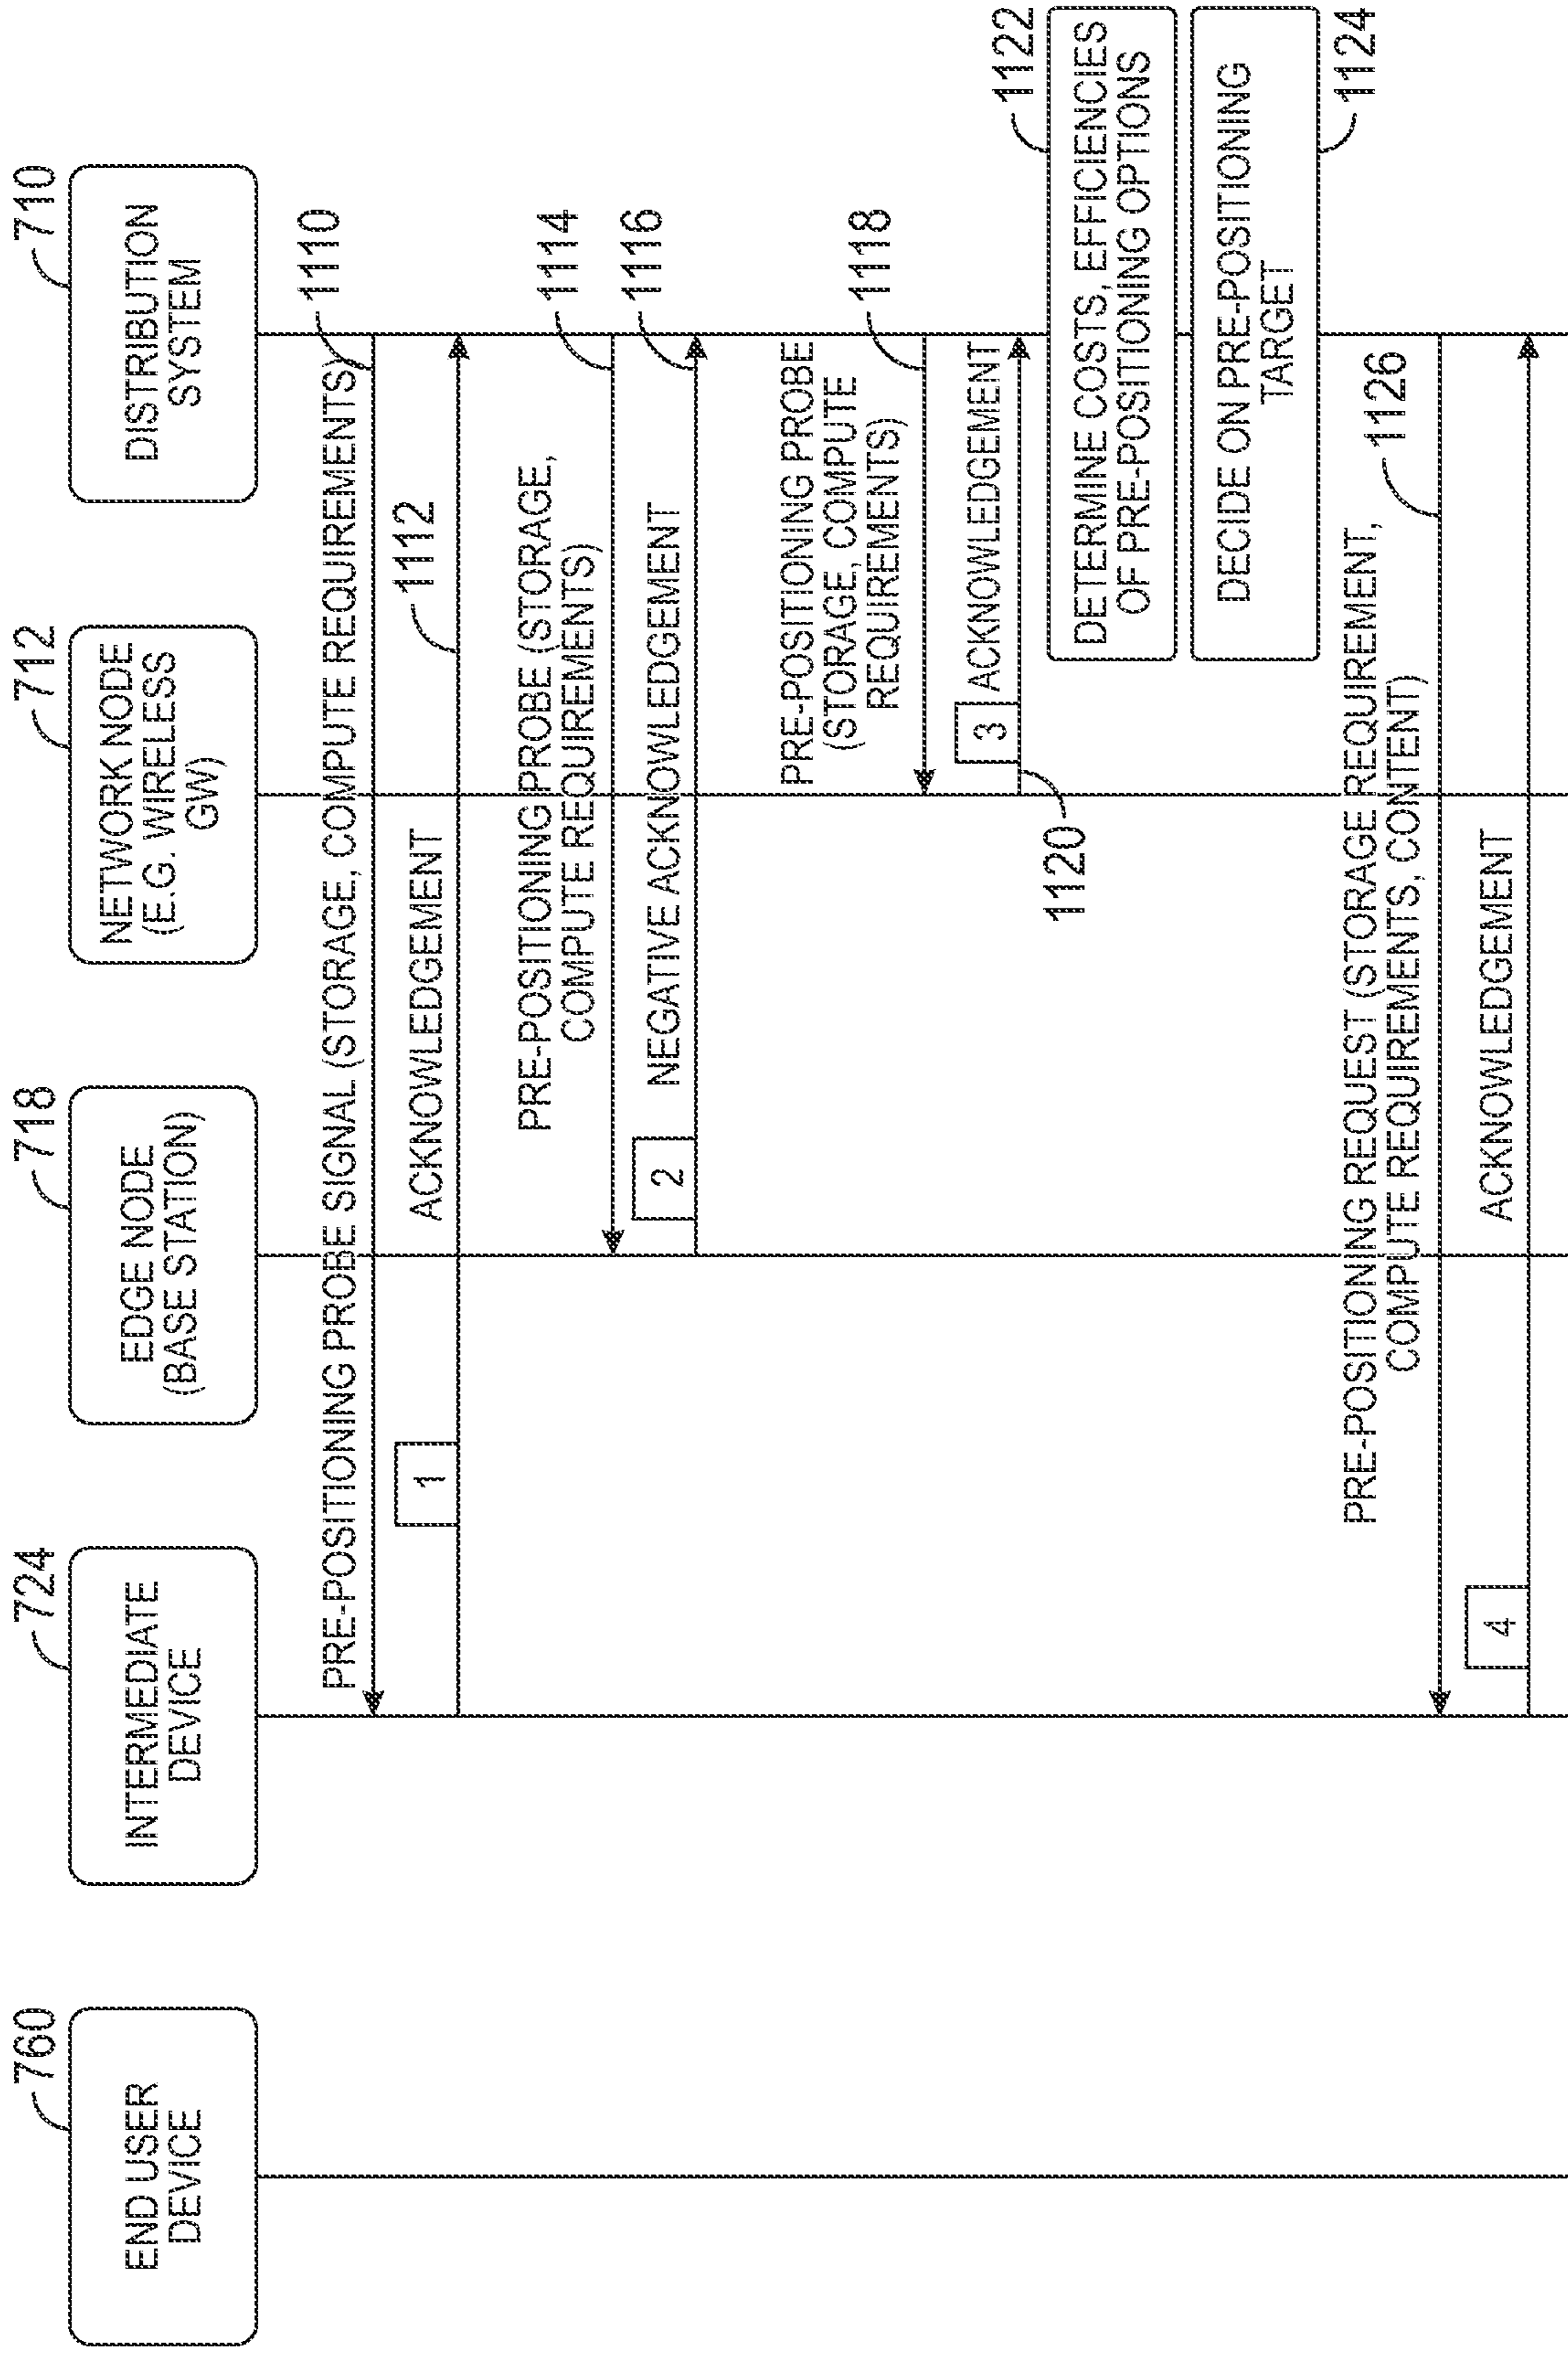 760
END USER
DEVICE
724
INTERMEDIATE
DEVICE
718
EDGE NODE
(BASE STATION)
712
NETWORK NODE
(E.G. WIRELESS
GW)
710
DISTRIBUTION
SYSTEM
PRE-POSITIONING PROBE SIGNAL (STORAGE, COMPUTE REQUIREMENTS)
1110
1
ACKNOWLEDGEMENT
1112
PRE-POSITIONING PROBE (STORAGE,
COMPUTE REQUIREMENTS)
1114
2
NEGATIVE ACKNOWLEDGEMENT
1116
PRE-POSITIONING PROBE
(STORAGE, COMPUTE
REQUIREMENTS)
1118
3
ACKNOWLEDGEMENT
1120
1122
DETERMINE COSTS, EFFICIENCIES
OF PRE-POSITIONING OPTIONS
DECIDE ON PRE-POSITIONING
TARGET
1124
PRE-POSITIONING REQUEST (STORAGE REQUIREMENT,
COMPUTE REQUIREMENTS, CONTENT)
1126
4
ACKNOWLEDGEMENT